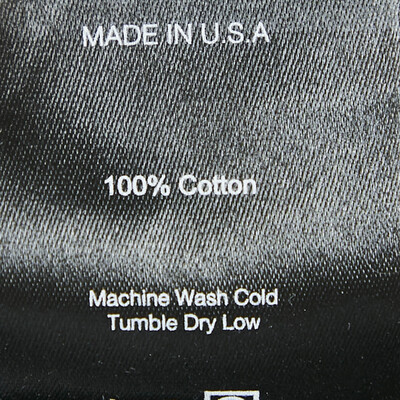 MADE IN U.S.A
100% Cotton
Machine Wash Cold
Tumble Dry Low